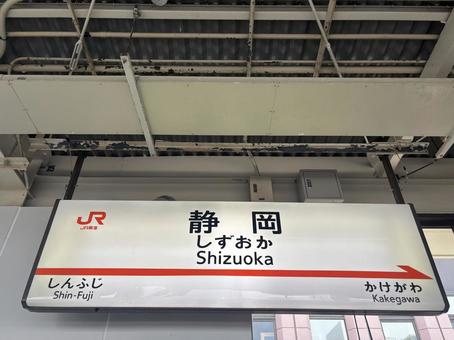 JR
JR東海
静岡
しずおか
Shizuoka
しんふじ
Shin-Fuji
かけがわ
Kakegawa